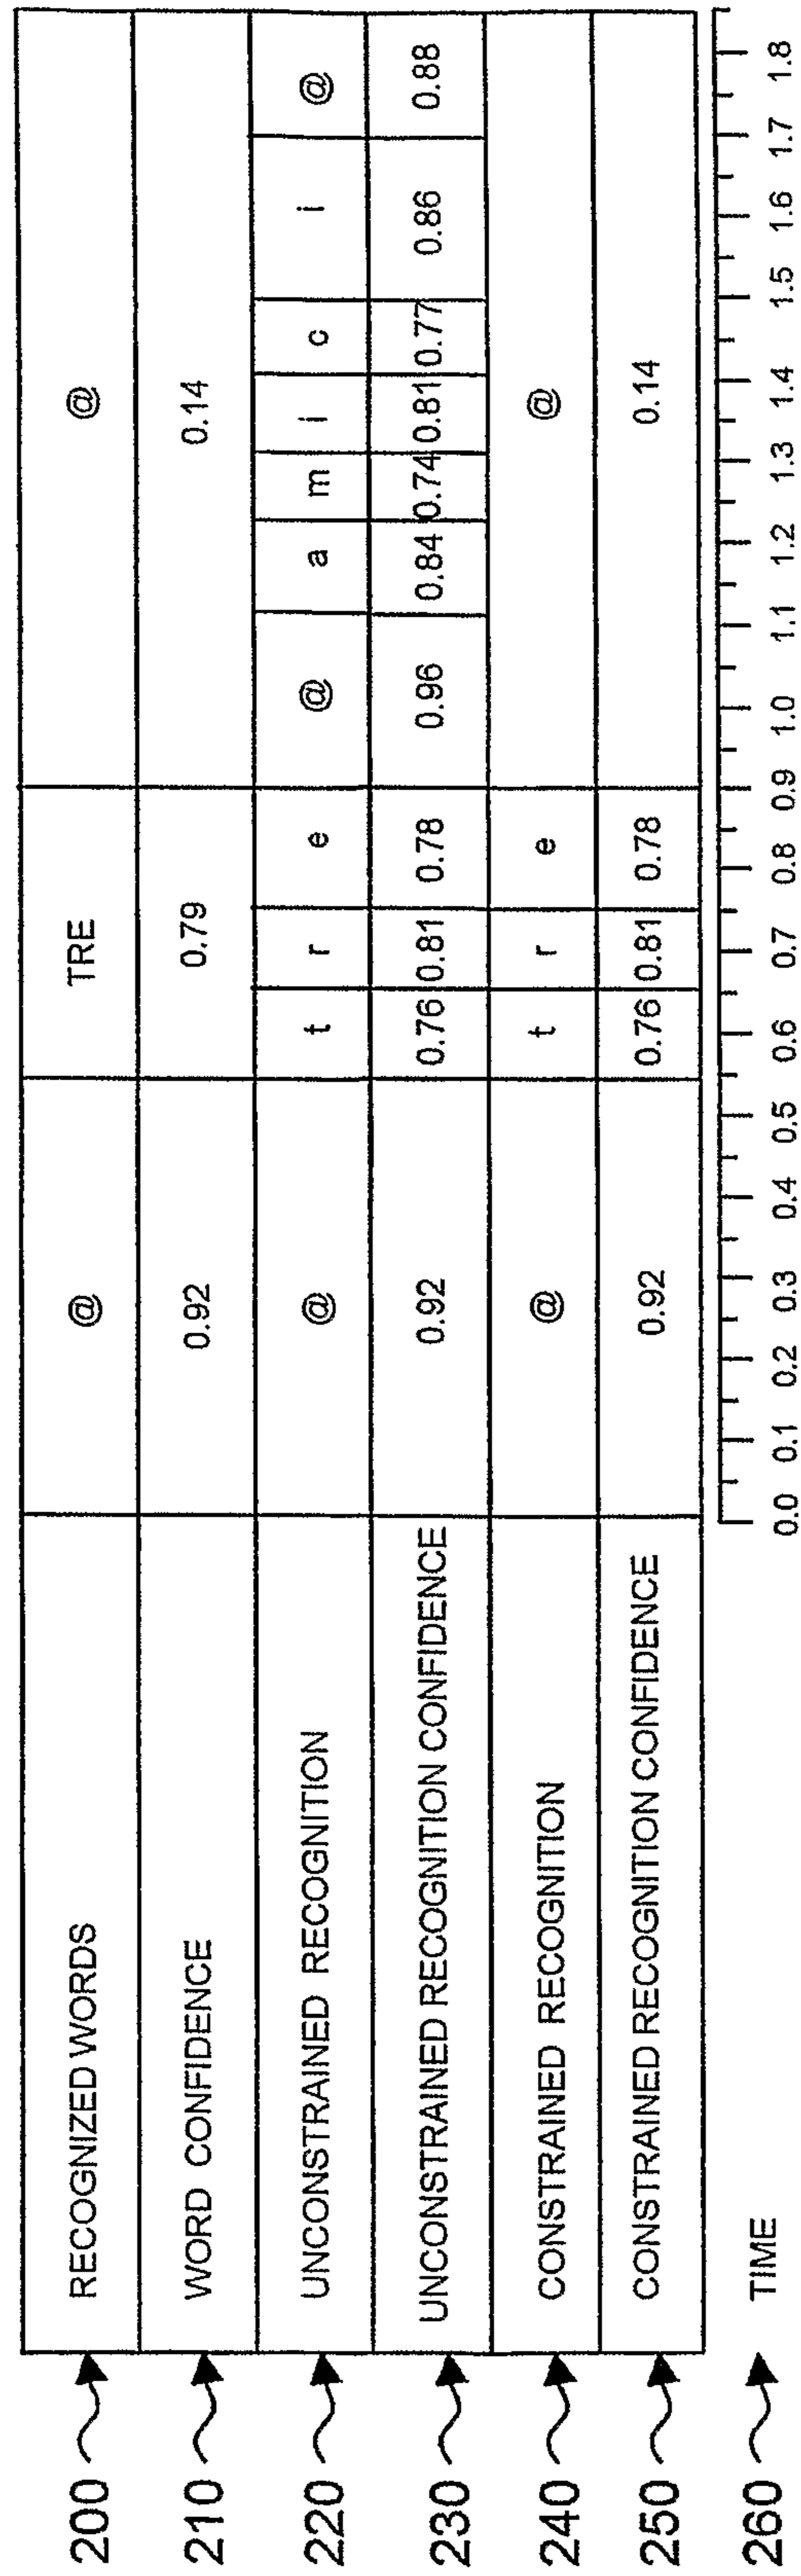 200 RECOGNIZED WORDS @ TRE @
210 WORD CONFIDENCE 0.92 0.79 0.14
220 UNCONSTRAINED RECOGNITION @ t r e @ a m i c i @
230 UNCONSTRAINED RECOGNITION CONFIDENCE 0.92 0.76 0.81 0.78 0.96 0.84 0.74 0.81 0.77 0.86 0.88
240 CONSTRAINED RECOGNITION @ t r e @
250 CONSTRAINED RECOGNITION CONFIDENCE 0.92 0.76 0.81 0.78 0.14
260 TIME 0.0 0.1 0.2 0.3 0.4 0.5 0.6 0.7 0.8 0.9 1.0 1.1 1.2 1.3 1.4 1.5 1.6 1.7 1.8